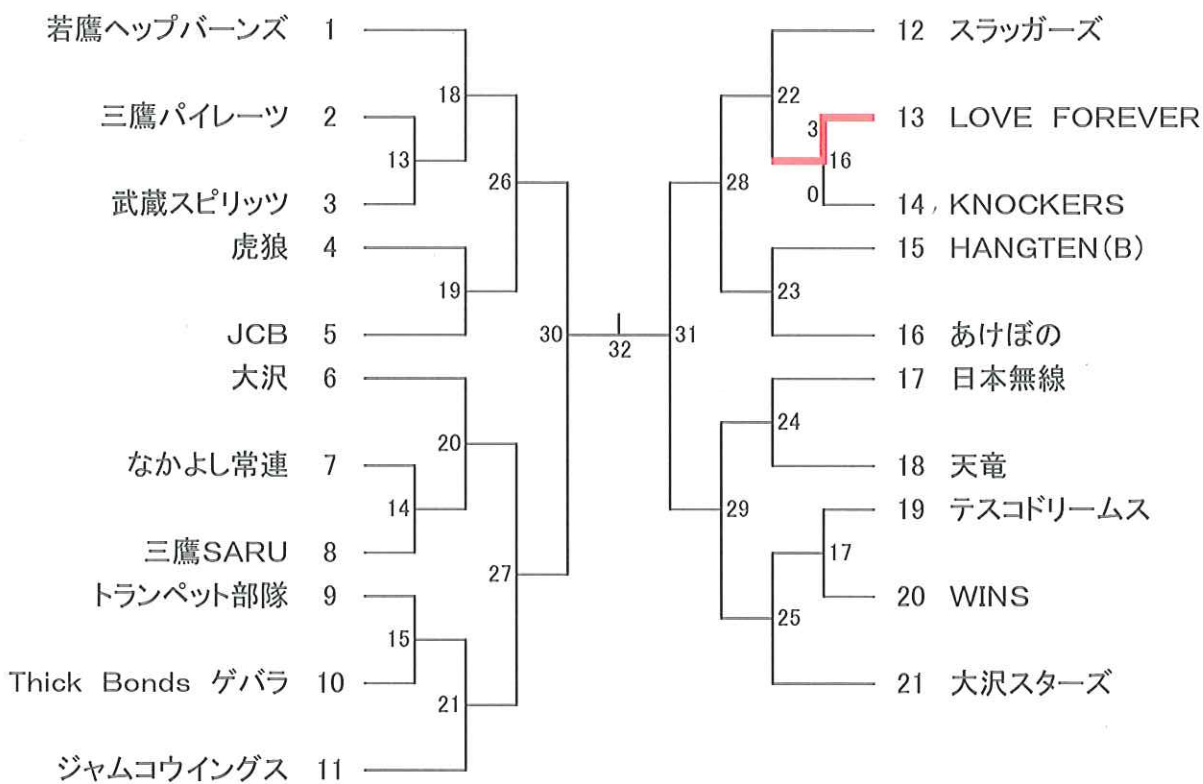 若鷹ヘップバーンズ 1
三鷹パイレーツ 2
武蔵スピリッツ 3
虎狼 4
JCB 5
大沢 6
なかよし常連 7
三鷹SARU 8
トランペット部隊 9
Thick Bonds ゲバラ 10
ジャムコウイングス 11
13
14
15
18
19
20
21
26
27
30
32
31
28
29
22
23
24
25
3
16
0
17
12 スラッガーズ
13 LOVE FOREVER
14 KNOCKERS
15 HANGTEN(B)
16 あけぼの
17 日本無線
18 天竜
19 テスコドリームス
20 WINS
21 大沢スターズ